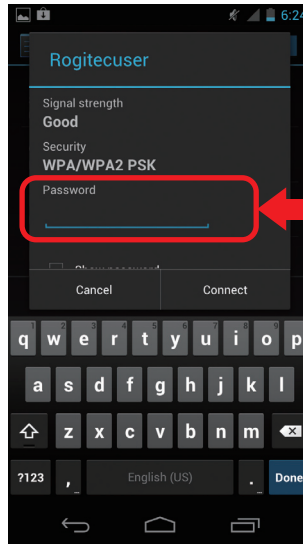 6:24
Rogitecuser
Signal strength
Good
Security
WPA/WPA2 PSK
Password
Show password
Cancel
Connect
q w e r t y u i o p
a s d f g h j k l
z x c v b n m
?123 , English (US) . Done